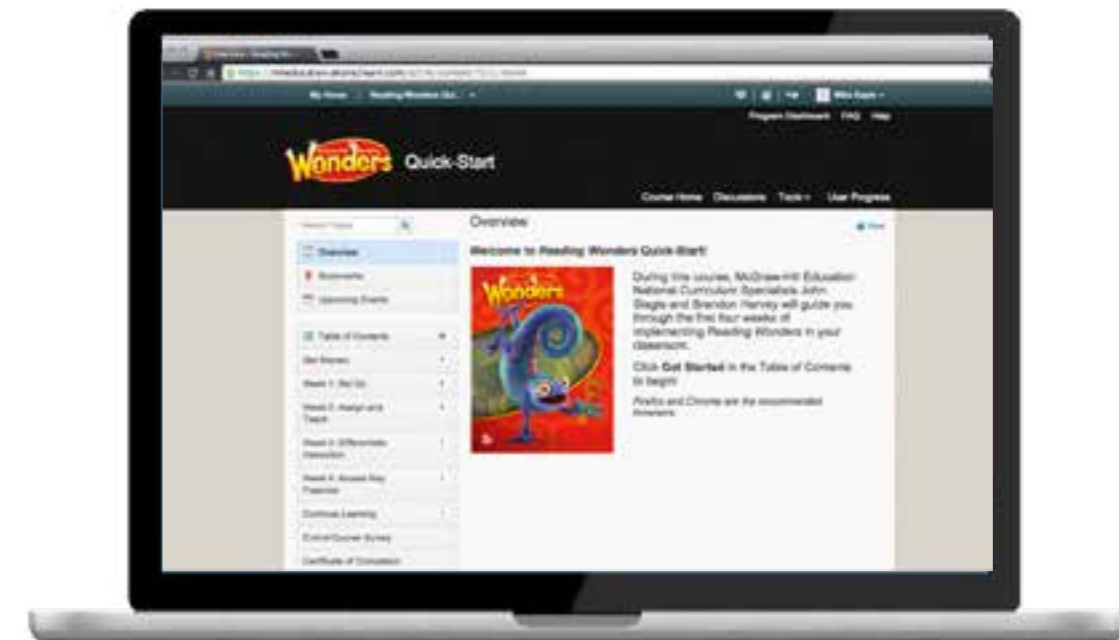 My Home
Program Dashboard FAQ Help
Wonders Quick-Start
Course Home Discussions Tools User Progress
Overview
Print
Welcome to Reading Wonders Quick-Start!
Overview
Bookmarks
Upcoming Events
Table of Contents
Get Started
Week 1: Set Up
Week 2: Assign and
Teach
Week 3: Differentiate
Instruction
Week 4: Access Key
Features
Continue Learning
End-of-Course Survey
Certificate of Completion
Wonders
During this course, McGraw-Hill Education
National Curriculum Specialists John
and Brandon will guide you
through the first four weeks of
implementing Reading Wonders in your
classroom.
Click Get Started in the Table of Contents
to begin!
Firefox and Chrome are the recommended
browsers.